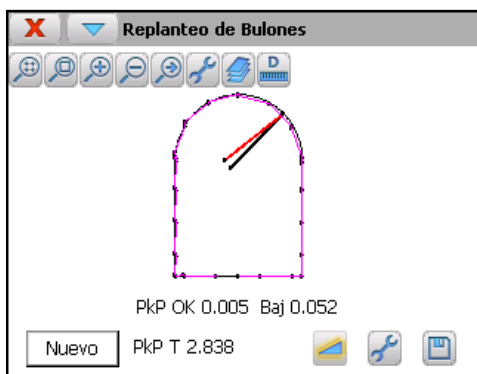 Replanteo de Bulones
D
PkP OK 0.005 Baj 0.052
Nuevo PkP T 2.838